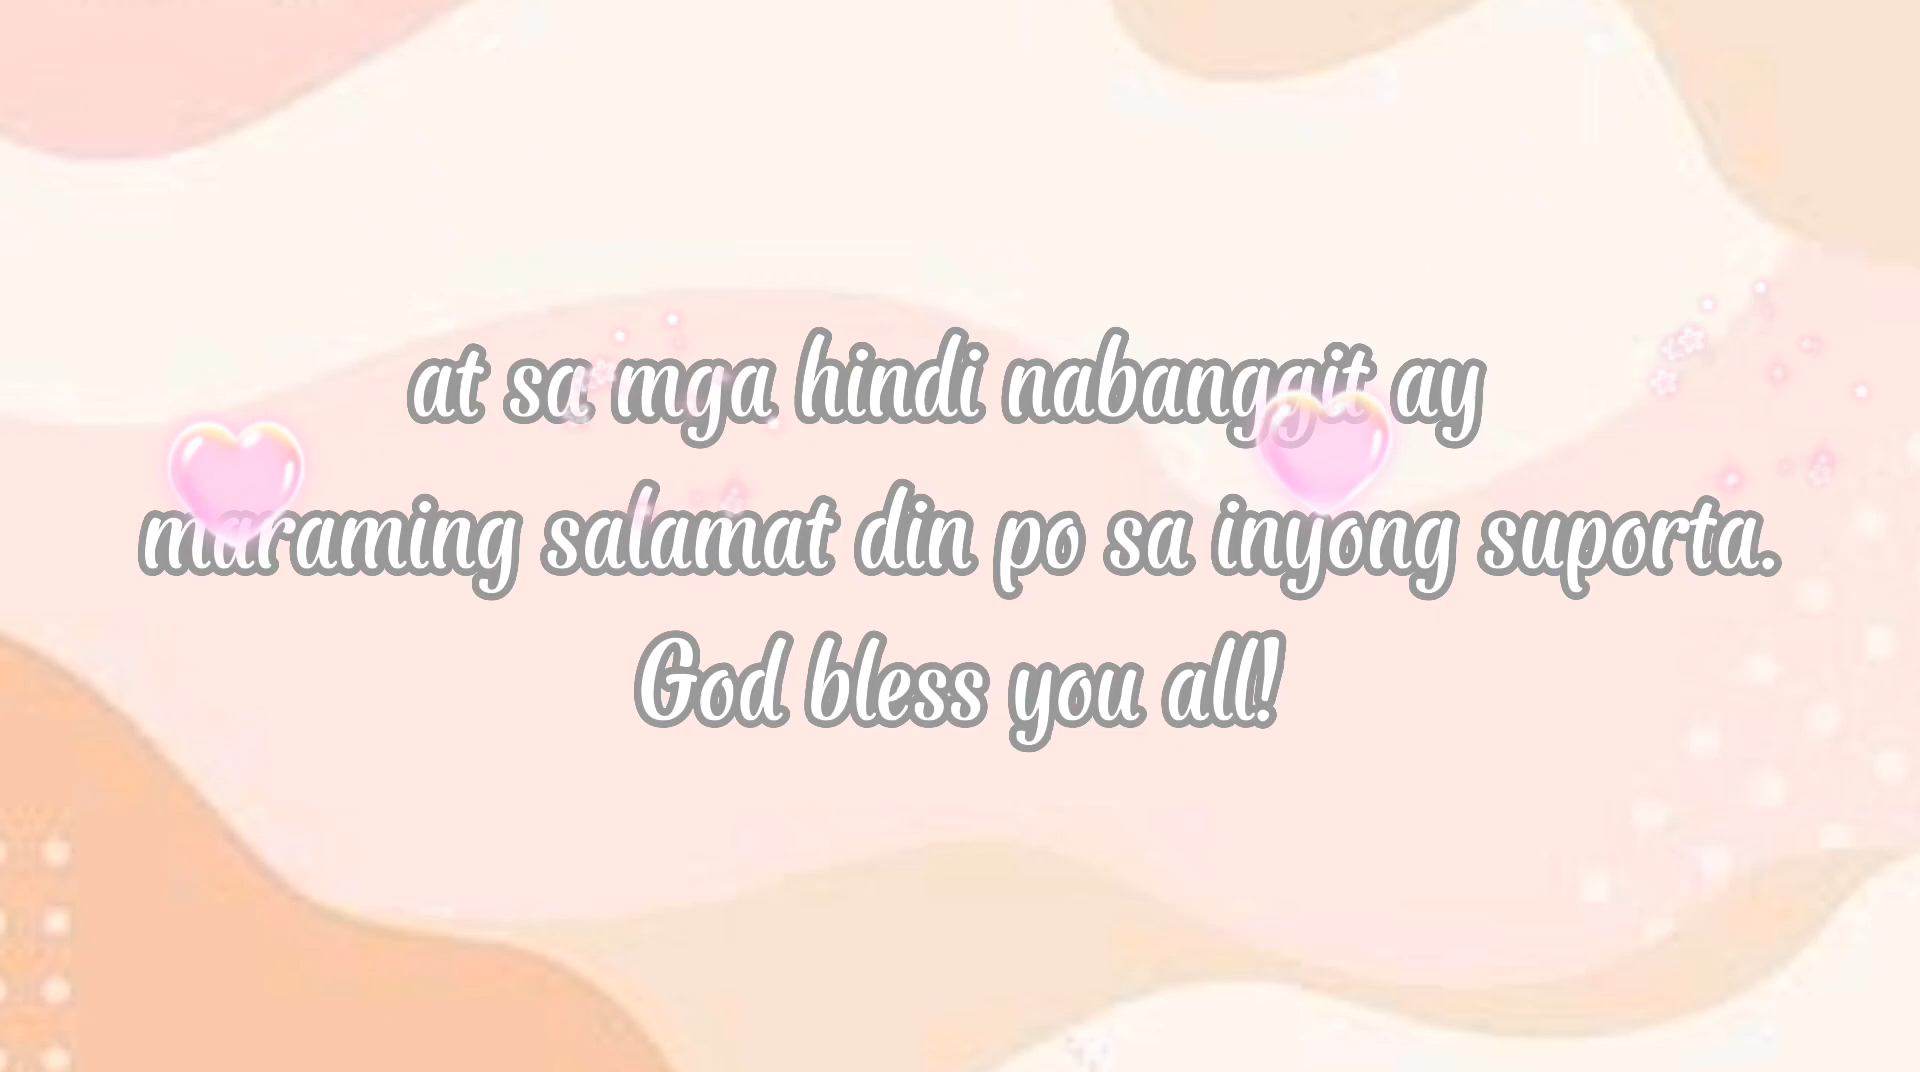 at sa mga hindi nabanggit ay
maraming salamat din po sa inyong suporta.
God bless you all!